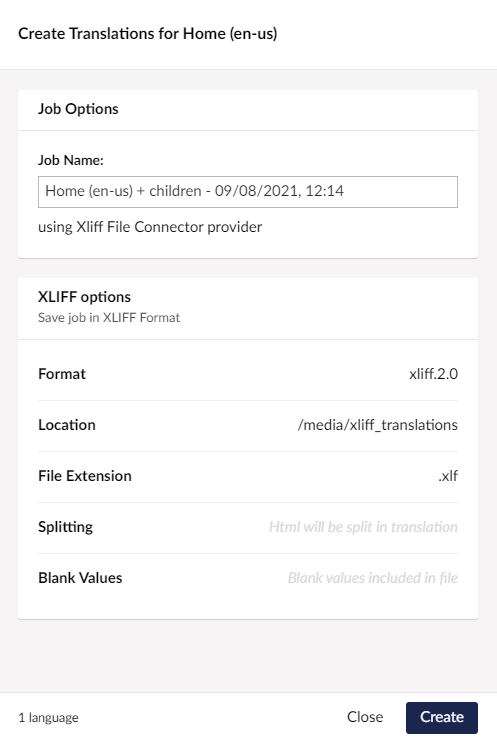 Create Translations for Home (en-us)
Job Options
Job Name:
Home (en-us) + children - 09/08/2021, 12:14
using Xliff File Connector provider
XLIFF options
Save job in XLIFF Format
Format xliff.2.0
Location /media/xliff_translations
File Extension .xlf
Splitting Html will be split in translation
Blank Values Blank values included in file
1 language Close Create